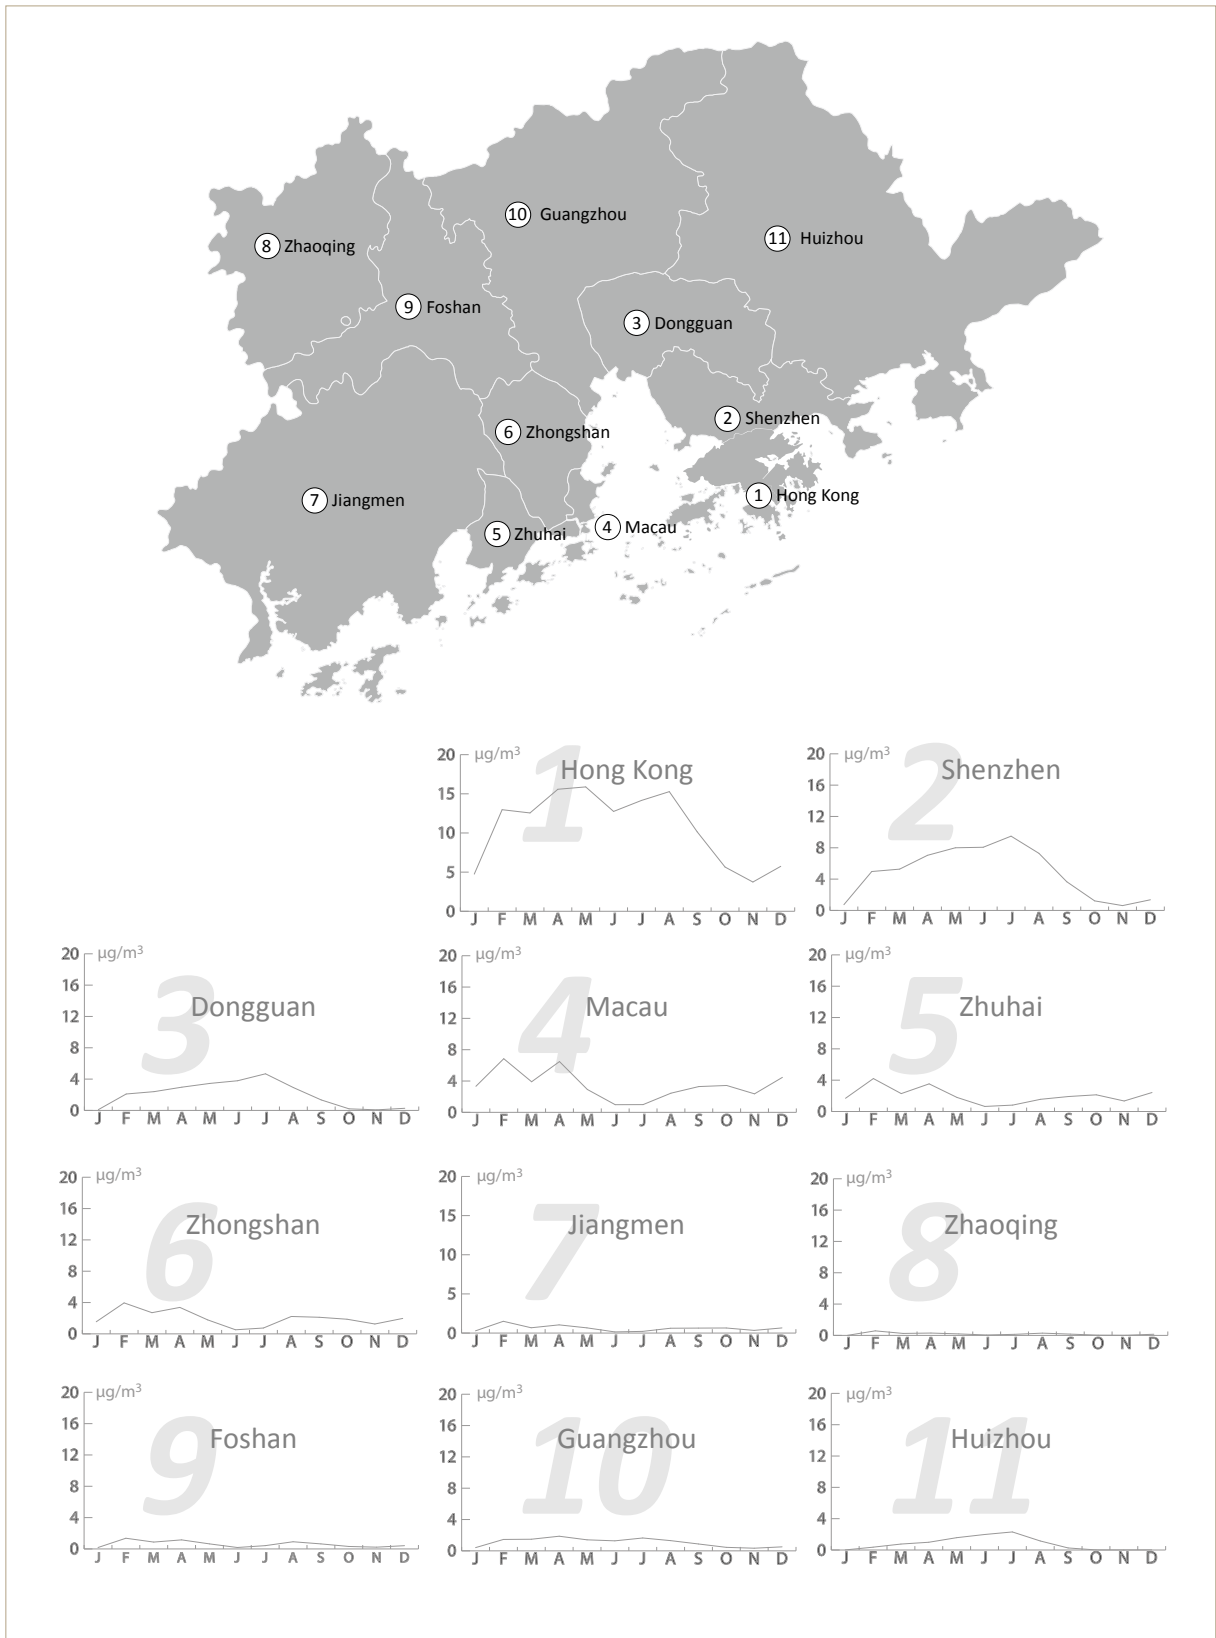 10 Guangzhou
11 Huizhou
8 Zhaoqing
9 Foshan
3 Dongguan
2 Shenzhen
6 Zhongshan
7 Jiangmen
1 Hong Kong
5 Zhuhai
4 Macau
1
Hong Kong
µg/m³
20
15
10
5
0
J F M A M J J A S O N D
2
Shenzhen
µg/m³
20
16
12
8
4
0
J F M A M J J A S O N D
3
Dongguan
µg/m³
20
16
12
8
4
0
J F M A M J J A S O N D
4
Macau
µg/m³
20
16
12
8
4
0
J F M A M J J A S O N D
5
Zhuhai
µg/m³
20
16
12
8
4
0
J F M A M J J A S O N D
6
Zhongshan
µg/m³
20
16
12
8
4
0
J F M A M J J A S O N D
7
Jiangmen
µg/m³
20
15
10
5
0
J F M A M J J A S O N D
8
Zhaoqing
µg/m³
20
16
12
8
4
0
J F M A M J J A S O N D
9
Foshan
µg/m³
20
16
12
8
4
0
J F M A M J J A S O N D
10
Guangzhou
µg/m³
20
16
12
8
4
0
J F M A M J J A S O N D
11
Huizhou
µg/m³
20
16
12
8
4
0
J F M A M J J A S O N D